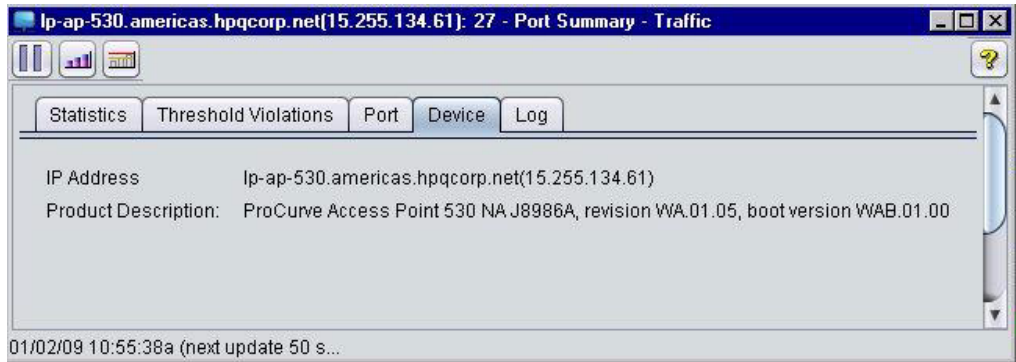 lp-ap-530.americas.hpqcorp.net(15.255.134.61): 27 - Port Summary - Traffic
?
Statistics Threshold Violations Port Device Log
IP Address lp-ap-530.americas.hpqcorp.net(15.255.134.61)
Product Description: ProCurve Access Point 530 NA J8986A, revision WA.01.05, boot version WAB.01.00
01/02/09 10:55:38a (next update 50 s...